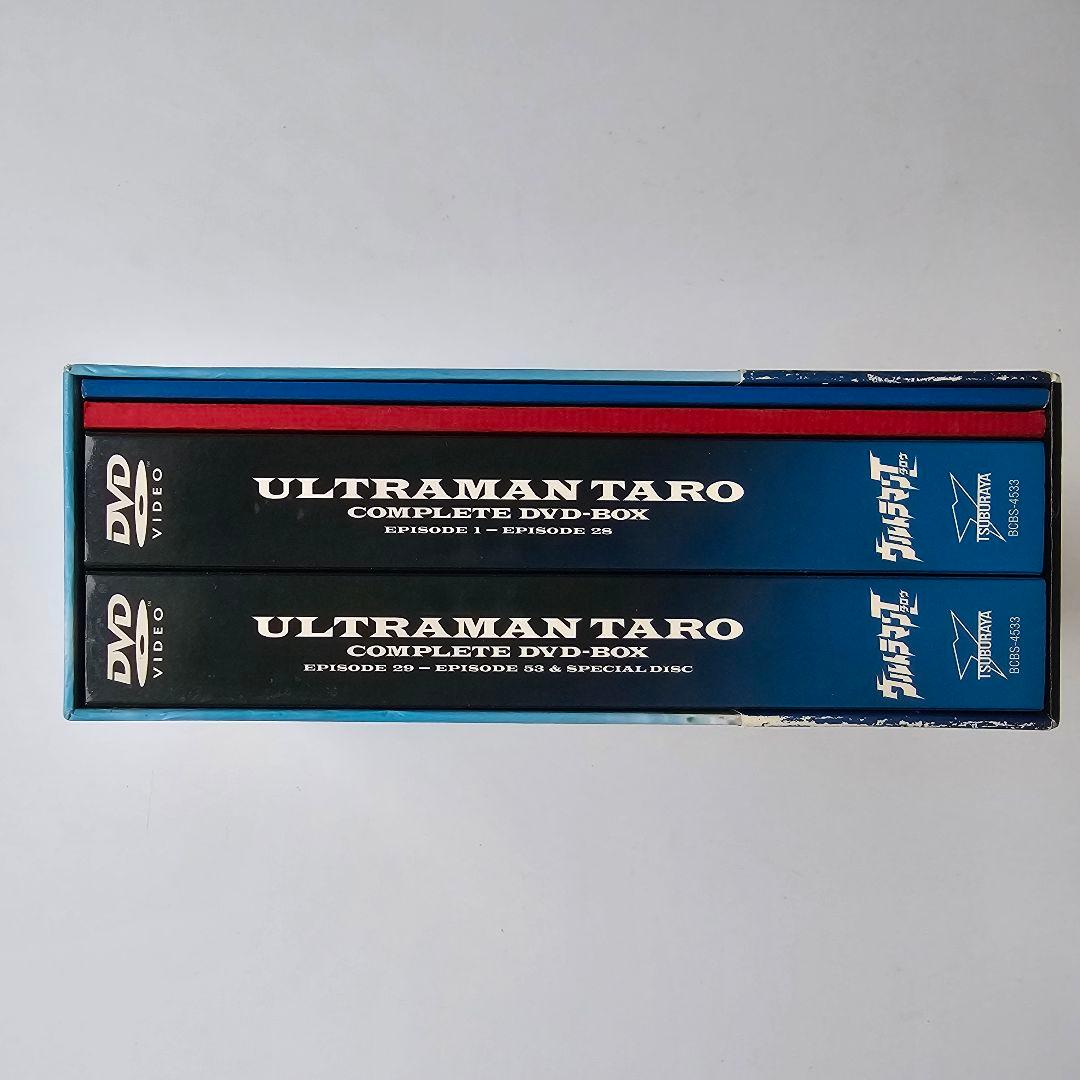 DVD
VIDEO
ULTRAMAN TARO
COMPLETE DVD-BOX
EPISODE 1 – EPISODE 28
ウルトラマンT
タロウ
TSUBURAYA
BCBS-4533
DVD
VIDEO
ULTRAMAN TARO
COMPLETE DVD-BOX
EPISODE 29 – EPISODE 53 & SPECIAL DISC
ウルトラマンT
タロウ
TSUBURAYA
BCBS-4533